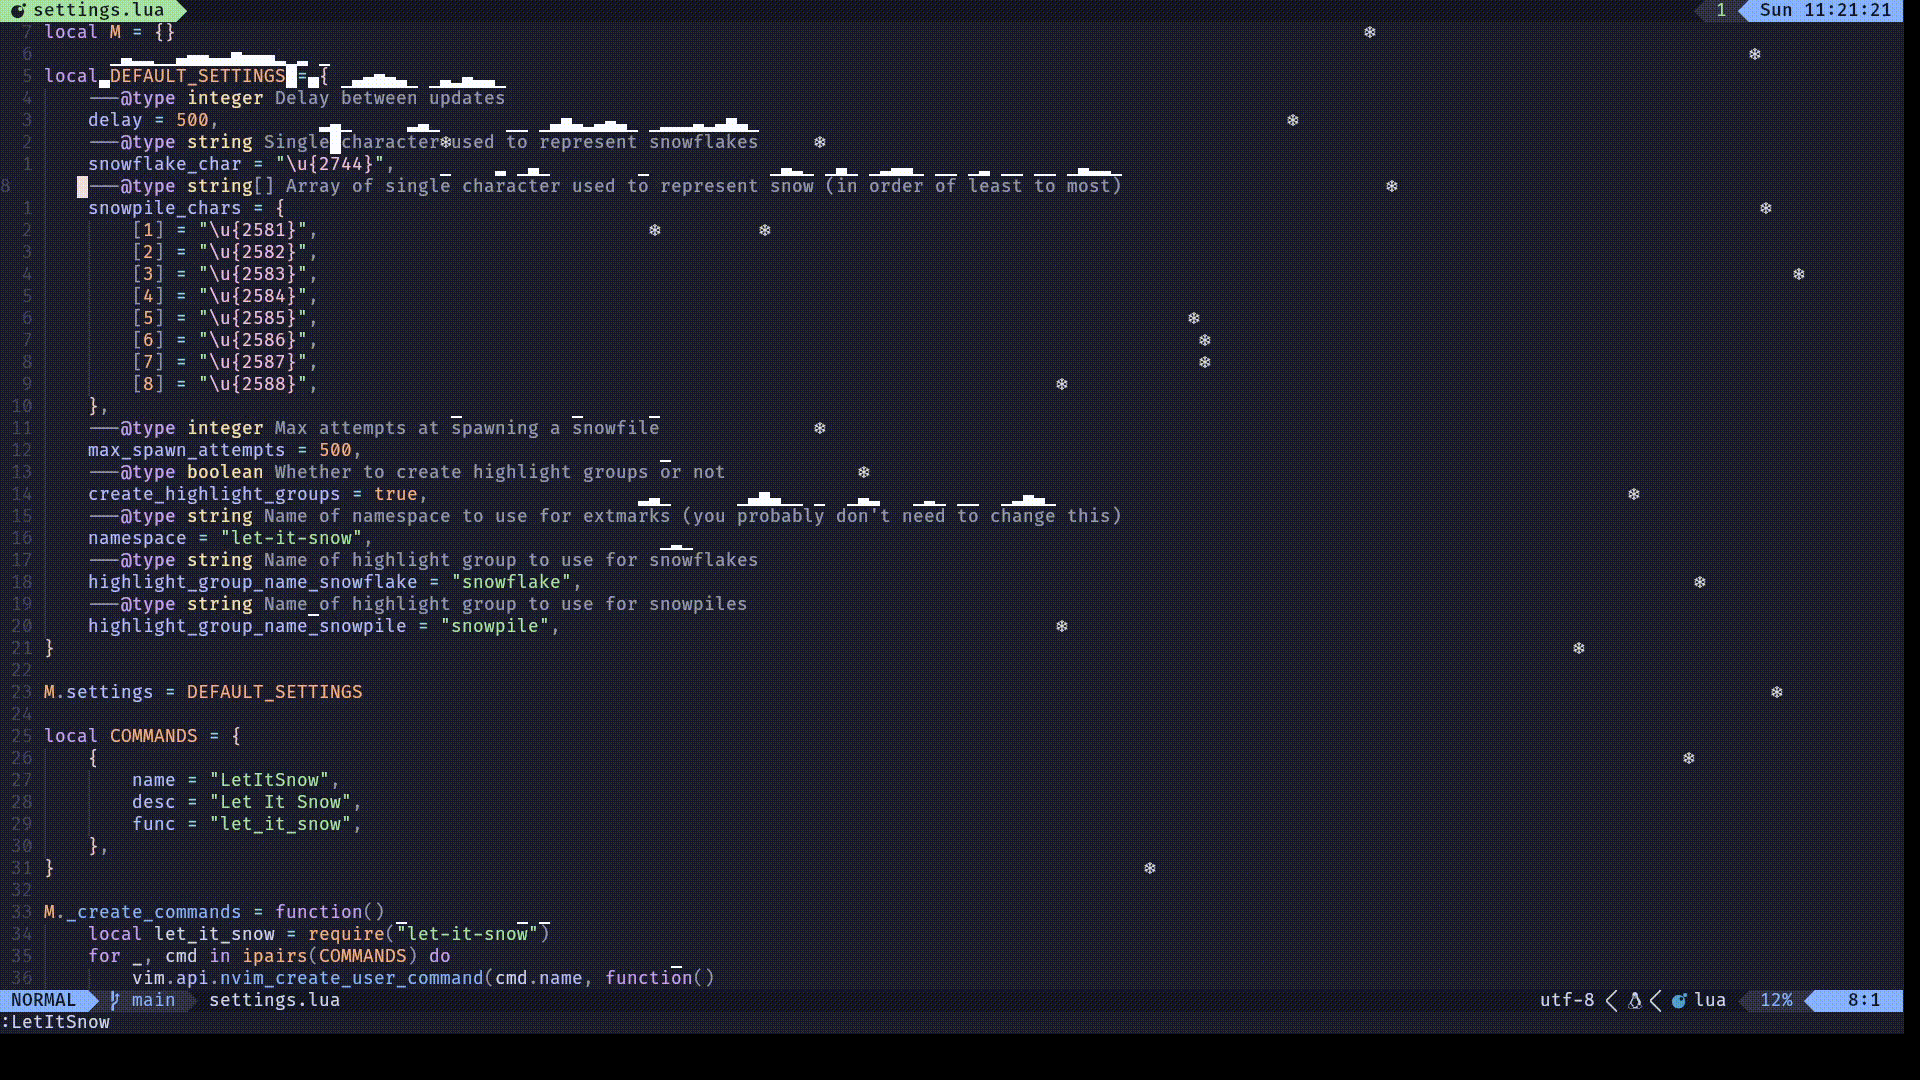 settings.lua 1 Sun 11:21:21
7 local M = {}
6
5 local DEFAULT_SETTINGS = {
4 ---@type integer Delay between updates
3 delay = 500,
2 ---@type string Single character used to represent snowflakes
1 snowflake_char = "\u{2744}",
8 ---@type string[] Array of single character used to represent snow (in order of least to most)
1 snowpile_chars = {
2 [1] = "\u{2581}",
3 [2] = "\u{2582}",
4 [3] = "\u{2583}",
5 [4] = "\u{2584}",
6 [5] = "\u{2585}",
7 [6] = "\u{2586}",
8 [7] = "\u{2587}",
9 [8] = "\u{2588}",
10 },
11 ---@type integer Max attempts at spawning a snowfile
12 max_spawn_attempts = 500,
13 ---@type boolean Whether to create highlight groups or not
14 create_highlight_groups = true,
15 ---@type string Name of namespace to use for extmarks (you probably don't need to change this)
16 namespace = "let-it-snow",
17 ---@type string Name of highlight group to use for snowflakes
18 highlight_group_name_snowflake = "snowflake",
19 ---@type string Name of highlight group to use for snowpiles
20 highlight_group_name_snowpile = "snowpile",
21 }
22
23 M.settings = DEFAULT_SETTINGS
24
25 local COMMANDS = {
26 {
27 name = "LetItSnow",
28 desc = "Let It Snow",
29 func = "let_it_snow",
30 },
31 }
32
33 M._create_commands = function()
34 local let_it_snow = require("let-it-snow")
35 for _, cmd in ipairs(COMMANDS) do
36 vim.api.nvim_create_user_command(cmd.name, function()
NORMAL main settings.lua utf-8 lua 12% 8:1
:LetItSnow